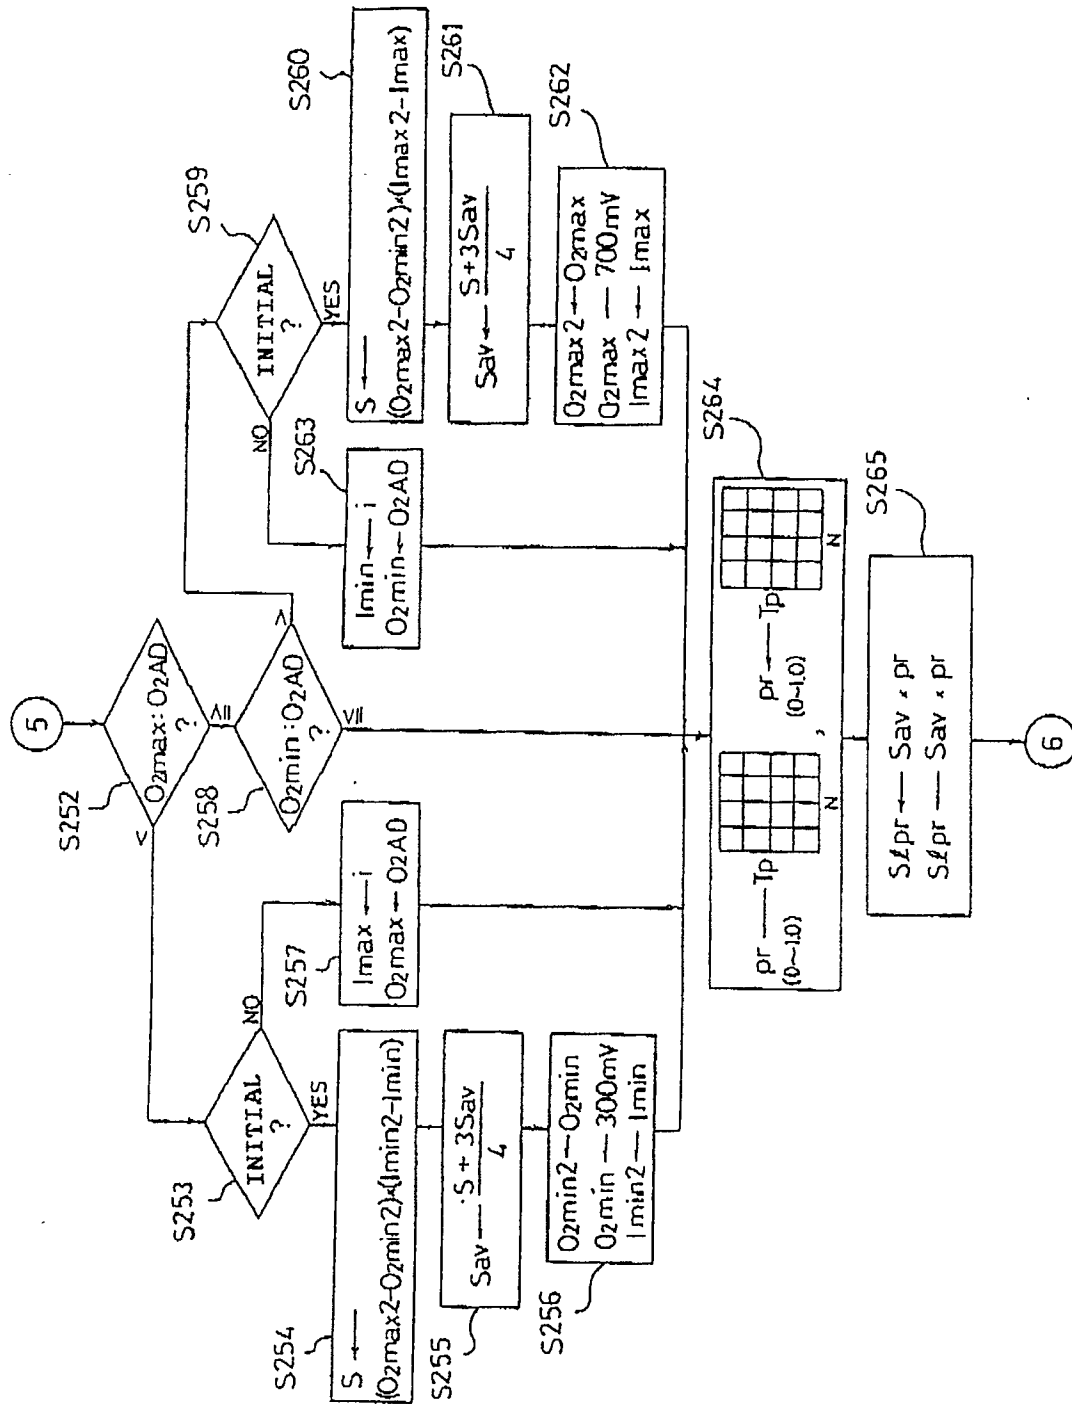 5
S252
O₂max : O₂AD
?
<
≧
S258
O₂min : O₂AD
?
>
≦
S253
INITIAL
?
NO
YES
S254
S ←
(O₂max2-O₂min2)×(Imin2-Imin)
S255
Sav — S + 3Sav
4
S256
O₂min2 — O₂min
O₂min — 300mV
Imin2 — Imin
S257
Imax ← i
O₂max ← O₂AD
S259
INITIAL
?
NO
YES
S260
S ←
(O₂max2-O₂min2)×(Imax2-Imax)
S261
Sav ← S+3Sav
4
S262
O₂max2 ← O₂max
O₂max — 700mV
Imax2 ← Imax
S263
Imin ← i
O₂min ← O₂AD
S264
pr — Tp
(0~1.0)
N
,
pr ← Tp
(0~1.0)
N
S265
Sℓpr ← Sav × pr
Sℓpr — Sav × pr
6